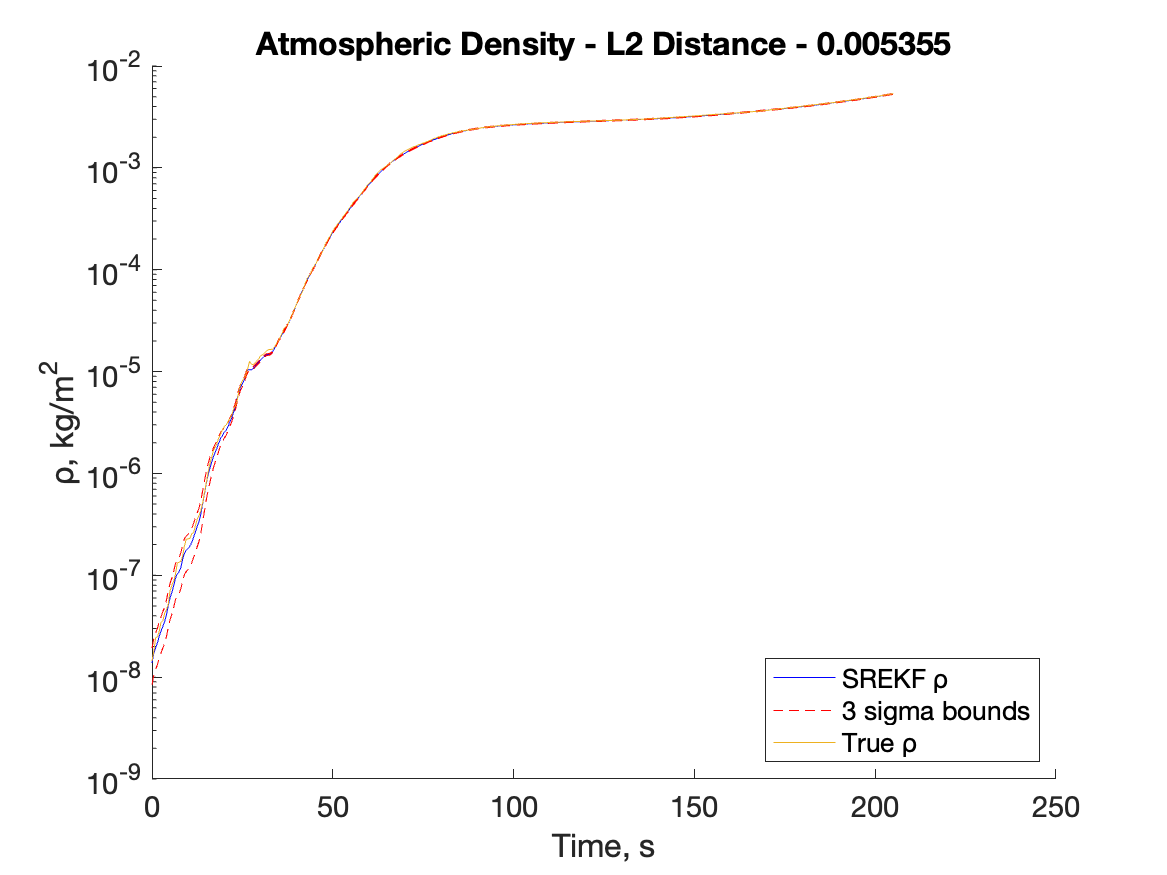 Atmospheric Density - L2 Distance - 0.005355
10⁻²
10⁻³
10⁻⁴
10⁻⁵
10⁻⁶
10⁻⁷
10⁻⁸
10⁻⁹
ρ, kg/m²
0 50 100 150 200 250
Time, s
SREKF ρ
3 sigma bounds
True ρ